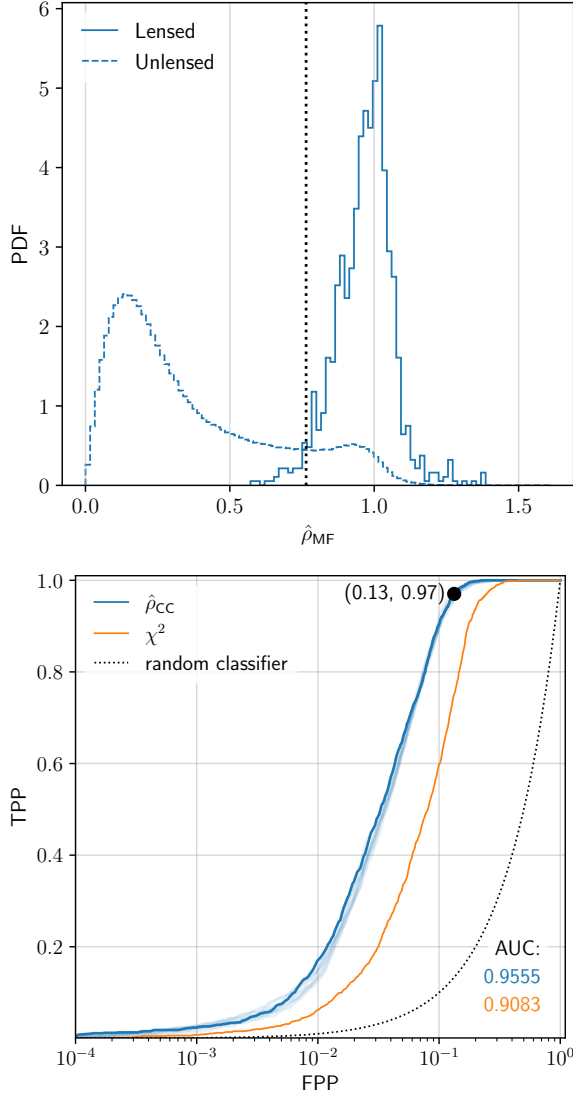 6
5
4
3
2
1
0
PDF
Lensed
Unlensed
0.0 0.5 1.0 1.5
ρ̂_MF
1.0
0.8
0.6
0.4
0.2
TPP
ρ̂_CC
χ²
random classifier
(0.13, 0.97)
AUC:
0.9555
0.9083
10⁻⁴ 10⁻³ 10⁻² 10⁻¹ 10⁰
FPP